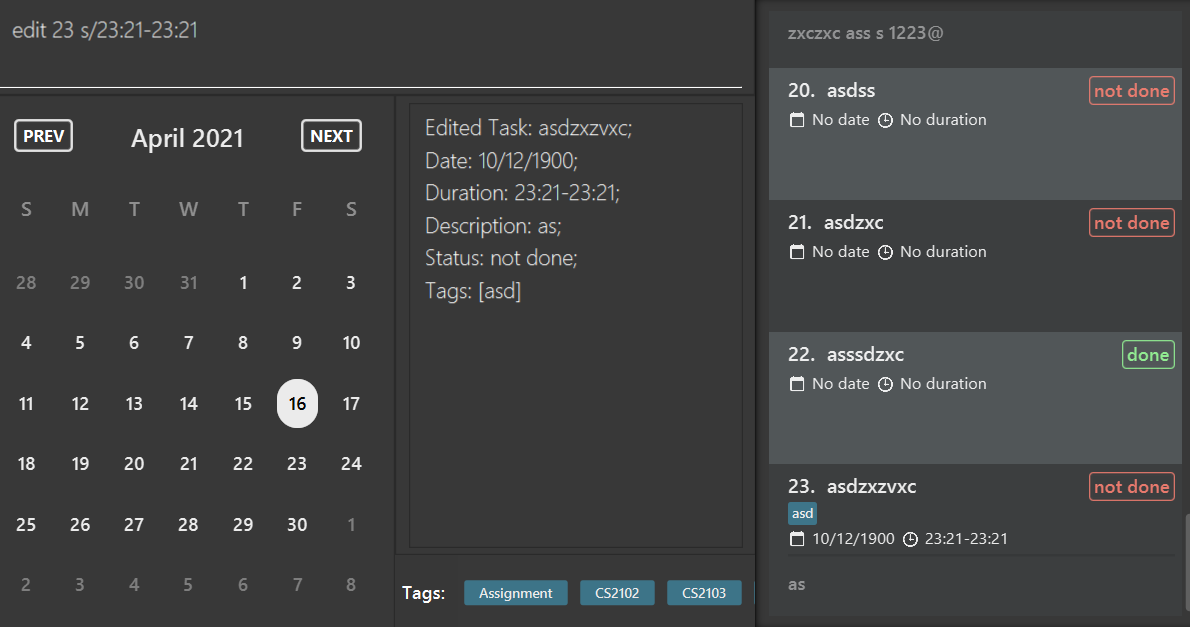 edit 23 s/23:21-23:21
PREV April 2021 NEXT
S M T W T F S
28 29 30 31 1 2 3
4 5 6 7 8 9 10
11 12 13 14 15 16 17
18 19 20 21 22 23 24
25 26 27 28 29 30 1
2 3 4 5 6 7 8
Edited Task: asdzxzvxc;
Date: 10/12/1900;
Duration: 23:21-23:21;
Description: as;
Status: not done;
Tags: [asd]
Tags: Assignment CS2102 CS2103
zxczxc ass s 1223@
20. asdss not done
No date No duration
21. asdzxc not done
No date No duration
22. asssdzxc done
No date No duration
23. asdzxzvxc not done
asd
10/12/1900 23:21-23:21
as